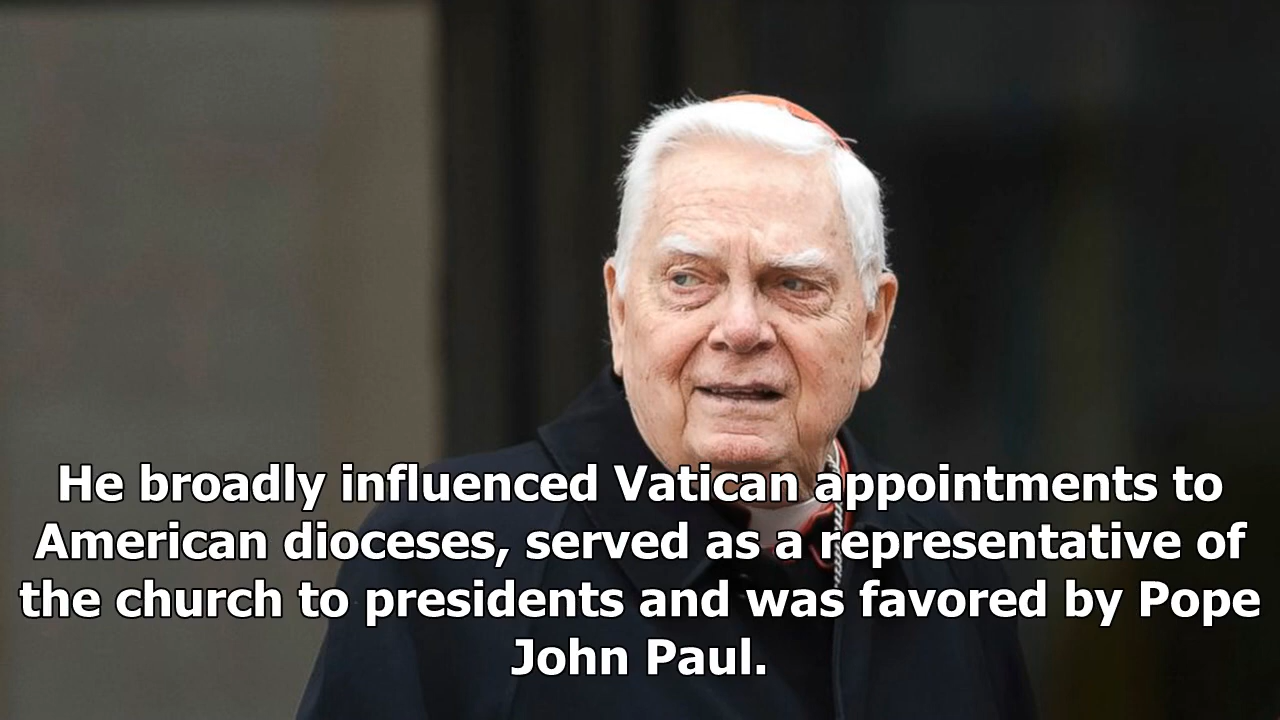 He broadly influenced Vatican appointments to
American dioceses, served as a representative of
the church to presidents and was favored by Pope
John Paul.